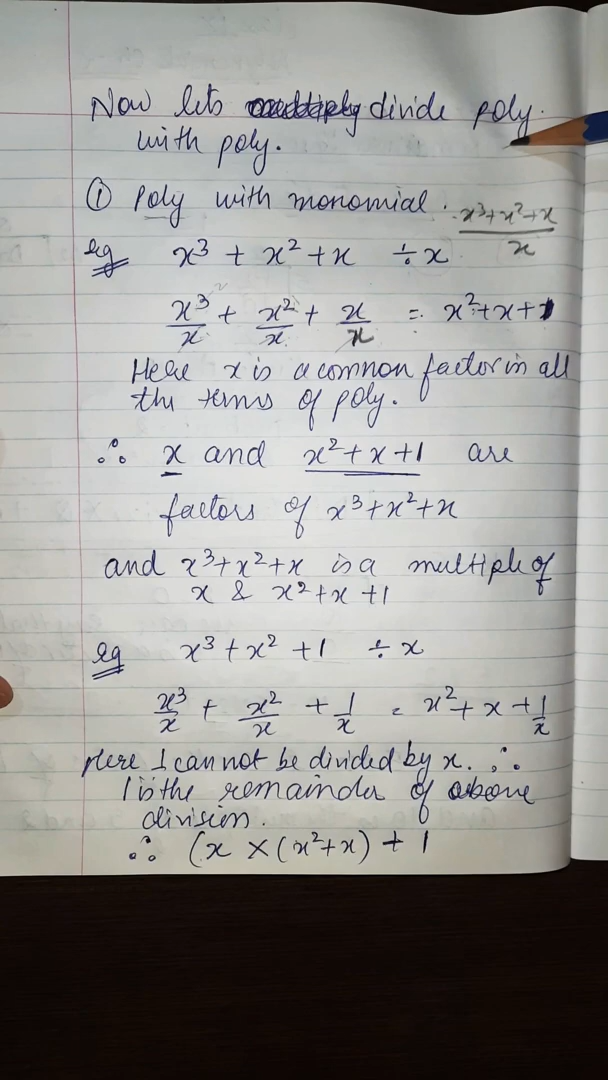 Now lets divide poly.
with poly.
① Poly with monomial. x³+x²+x / x
eg x³ + x² + x ÷ x
x³/x + x²/x + x/x = x²+x+1
Here x is a common factor in all
the terms of poly.
∴ x and x²+x+1 are
factors of x³+x²+x
and x³+x²+x is a multiple of
x & x²+x+1
eg x³+x²+1 ÷ x
x³/x + x²/x + 1/x = x²+x+1/x
Here 1 cannot be divided by x. ∴
1 is the remainder of above
division.
∴ (x × (x²+x) + 1